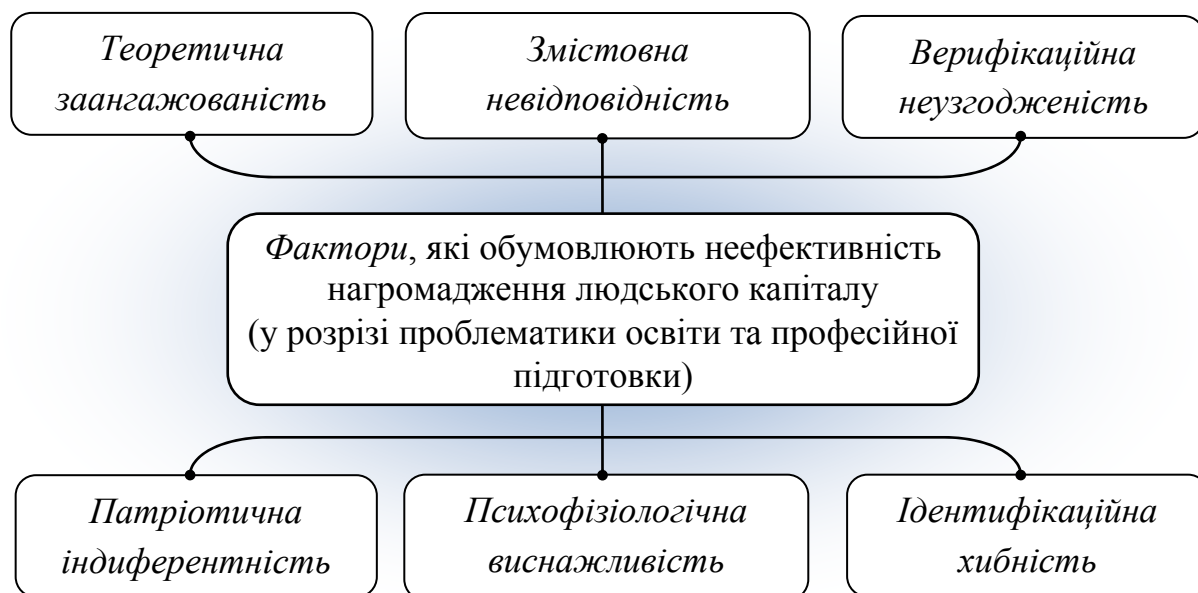 Теоретична
заангажованість
Змістовна
невідповідність
Верифікаційна
неузгодженість
Фактори, які обумовлюють неефективність
нагромадження людського капіталу
(у розрізі проблематики освіти та професійної
підготовки)
Патріотична
індиферентність
Психофізіологічна
виснажливість
Ідентифікаційна
хибність